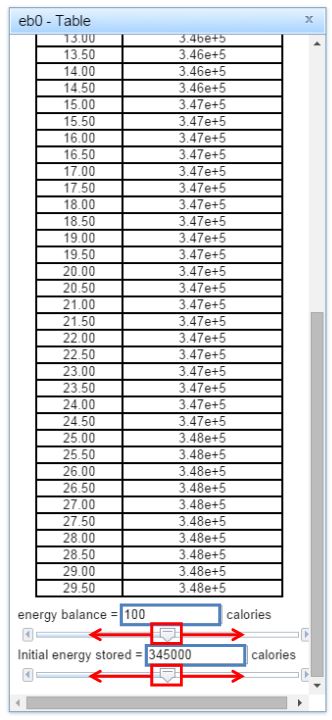 eb0 - Table x
13.00 3.46e+5
13.50 3.46e+5
14.00 3.46e+5
14.50 3.46e+5
15.00 3.47e+5
15.50 3.47e+5
16.00 3.47e+5
16.50 3.47e+5
17.00 3.47e+5
17.50 3.47e+5
18.00 3.47e+5
18.50 3.47e+5
19.00 3.47e+5
19.50 3.47e+5
20.00 3.47e+5
20.50 3.47e+5
21.00 3.47e+5
21.50 3.47e+5
22.00 3.47e+5
22.50 3.47e+5
23.00 3.47e+5
23.50 3.47e+5
24.00 3.47e+5
24.50 3.47e+5
25.00 3.48e+5
25.50 3.48e+5
26.00 3.48e+5
26.50 3.48e+5
27.00 3.48e+5
27.50 3.48e+5
28.00 3.48e+5
28.50 3.48e+5
29.00 3.48e+5
29.50 3.48e+5
energy balance = 100 calories
Initial energy stored = 345000 calories